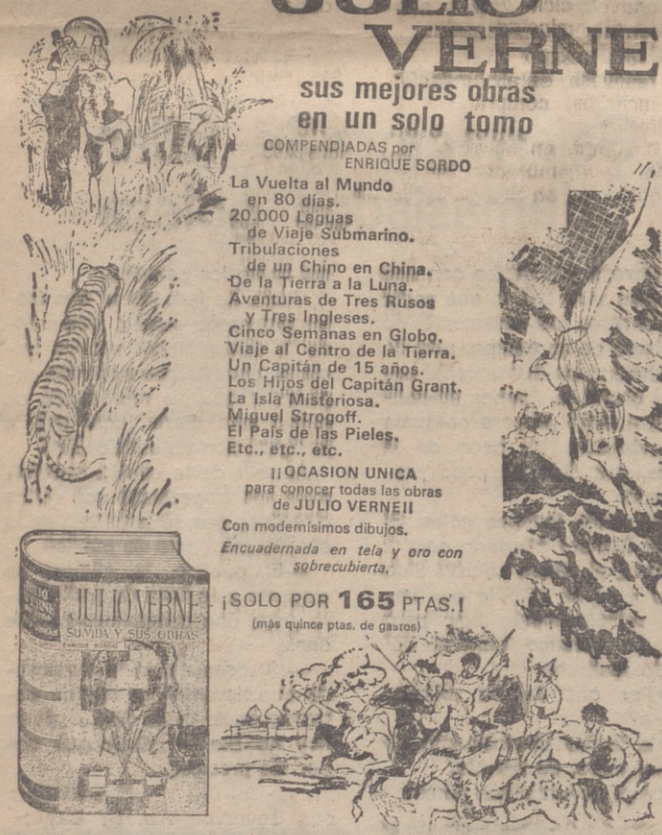 JULIO
VERNE
sus mejores obras
en un solo tomo
COMPENDIADAS por
ENRIQUE SORDO
La Vuelta al Mundo
en 80 días.
20.000 Leguas
de Viaje Submarino.
Tribulaciones
de un Chino en China.
De la Tierra a la Luna.
Aventuras de Tres Rusos
y Tres Ingleses.
Cinco Semanas en Globo.
Viaje al Centro de la Tierra.
Un Capitán de 15 años.
Los Hijos del Capitán Grant.
La Isla Misteriosa.
Miguel Strogoff.
El País de las Pieles.
Etc., etc., etc.
¡¡OCASION UNICA
para conocer todas las obras
de JULIO VERNE!!
Con modernísimos dibujos.
Encuadernada en tela y oro con
sobrecubierta.
¡SOLO POR 165 PTAS.!
(más quince ptas. de gastos)
JULIO
VERNE
JULIO VERNE
SU VIDA Y SUS OBRAS
ENRIQUE SORDO